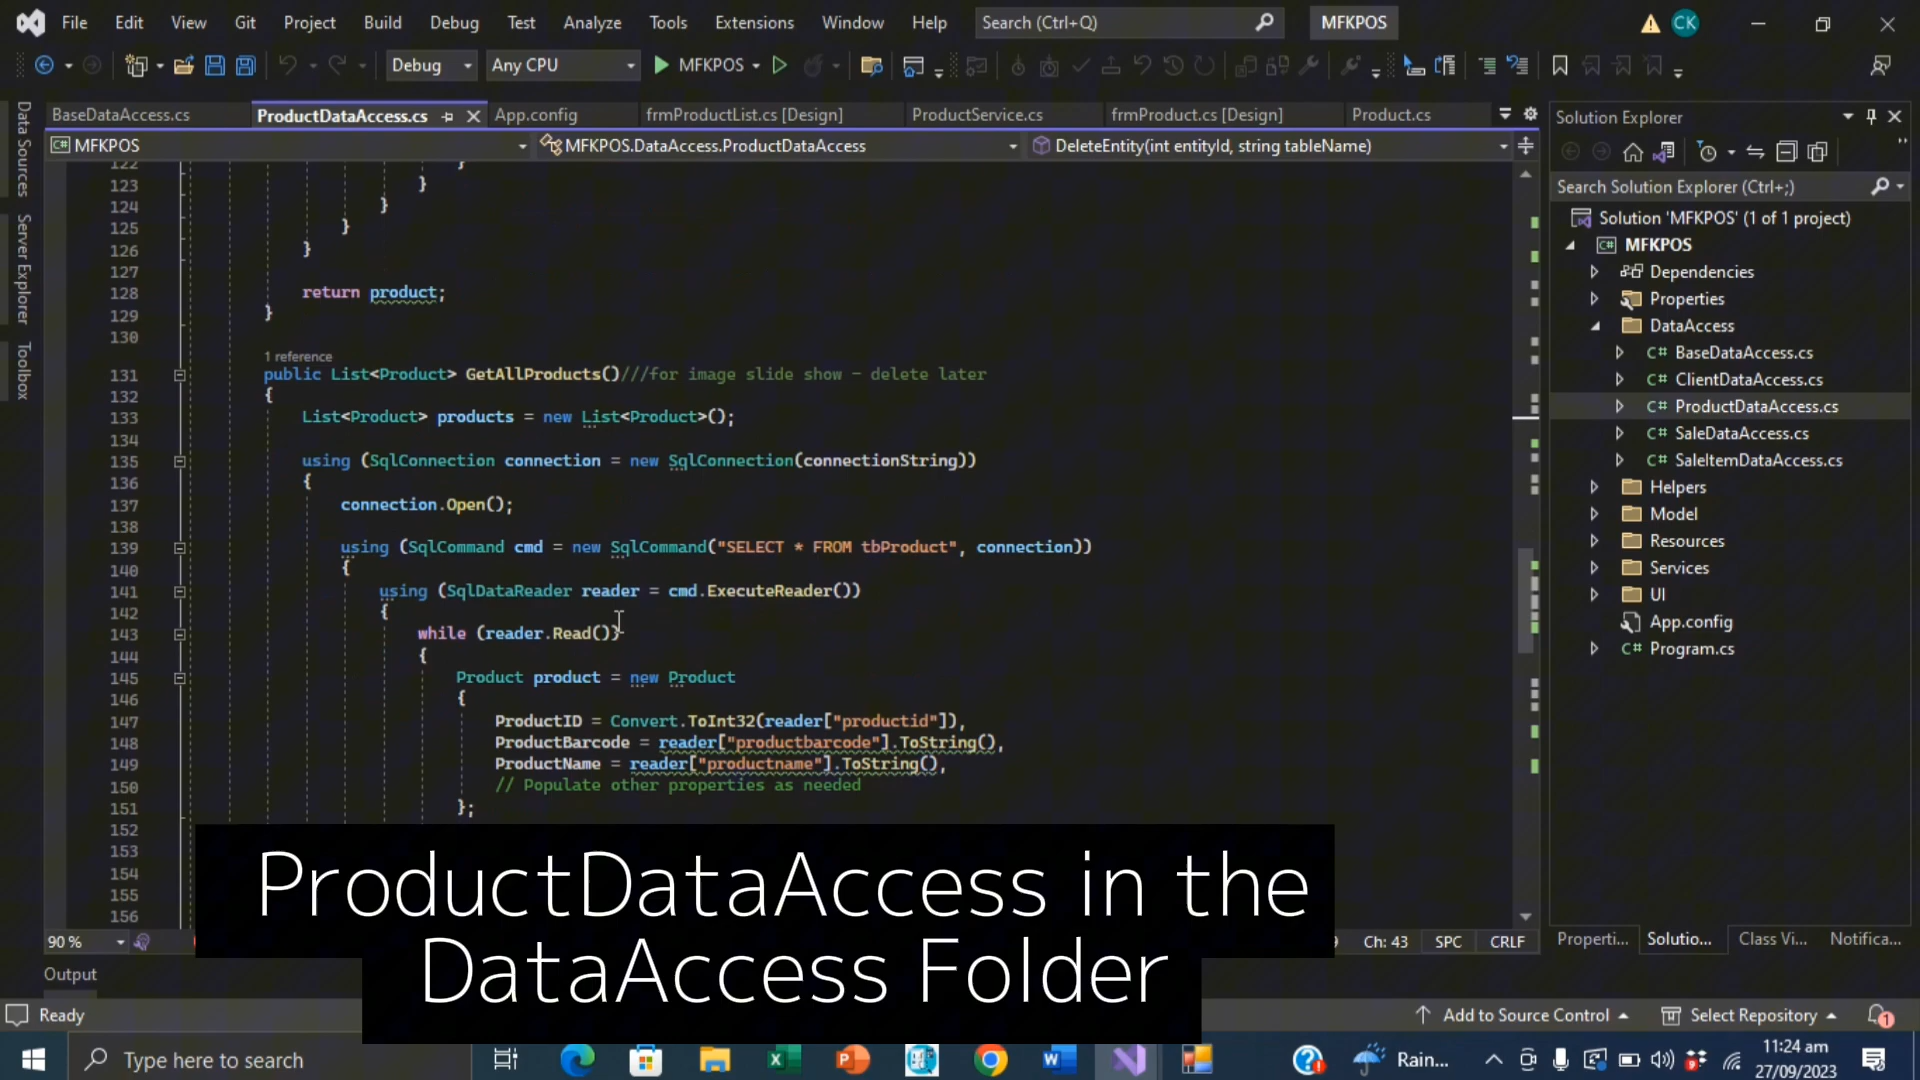 File Edit View Git Project Build Debug Test Analyze Tools Extensions Window Help Search (Ctrl+Q) MFKPOS CK
Debug Any CPU MFKPOS
BaseDataAccess.cs ProductDataAccess.cs App.config frmProductList.cs [Design] ProductService.cs frmProduct.cs [Design] Product.cs
MFKPOS MFKPOS.DataAccess.ProductDataAccess DeleteEntity(int entityId, string tableName)
Data Sources
Server Explorer
Toolbox
122 }
123 }
124 }
125 }
126 }
127
128 return product;
129 }
130
1 reference
131 public List<Product> GetAllProducts()///for image slide show - delete later
132 {
133 List<Product> products = new List<Product>();
134
135 using (SqlConnection connection = new SqlConnection(connectionString))
136 {
137 connection.Open();
138
139 using (SqlCommand cmd = new SqlCommand("SELECT * FROM tbProduct", connection))
140 {
141 using (SqlDataReader reader = cmd.ExecuteReader())
142 {
143 while (reader.Read())
144 {
145 Product product = new Product
146 {
147 ProductID = Convert.ToInt32(reader["productid"]),
148 ProductBarcode = reader["productbarcode"].ToString(),
149 ProductName = reader["productname"].ToString(),
150 // Populate other properties as needed
151 };
152
153
154
155
156
90 % Ch: 43 SPC CRLF
Output
Solution Explorer
Search Solution Explorer (Ctrl+;)
Solution 'MFKPOS' (1 of 1 project)
MFKPOS
Dependencies
Properties
DataAccess
C# BaseDataAccess.cs
C# ClientDataAccess.cs
C# ProductDataAccess.cs
C# SaleDataAccess.cs
C# SaleItemDataAccess.cs
Helpers
Model
Resources
Services
UI
App.config
C# Program.cs
Properti... Solutio... Class Vi... Notifica...
ProductDataAccess in the
DataAccess Folder
Ready Add to Source Control Select Repository 1
Type here to search Rain... 11:24 am
27/09/2023